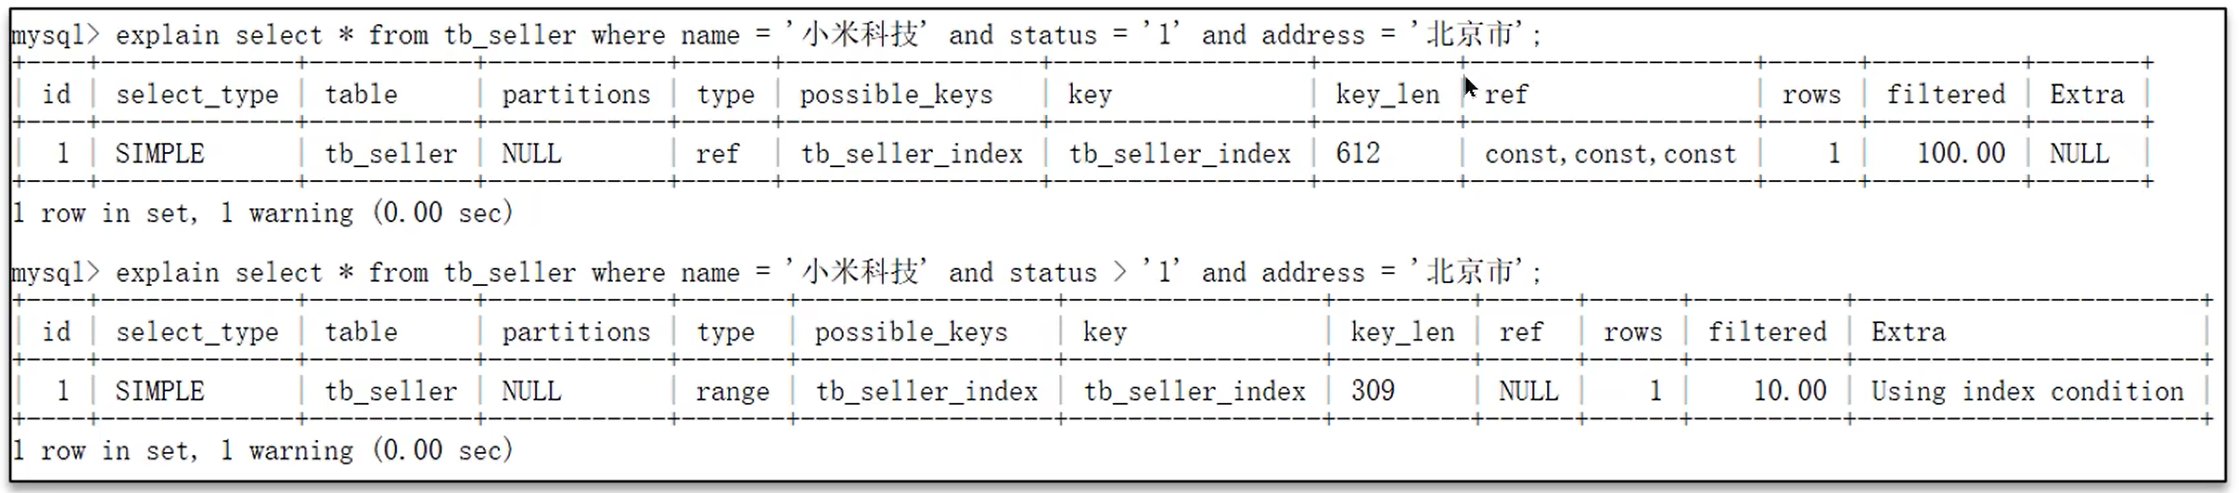 mysql> explain select * from tb_seller where name = '小米科技' and status = '1' and address = '北京市';
+----+-------------+-----------+------------+------+-----------------+-----------------+---------+-------------------+------+----------+-------+
| id | select_type | table | partitions | type | possible_keys | key | key_len | ref | rows | filtered | Extra |
+----+-------------+-----------+------------+------+-----------------+-----------------+---------+-------------------+------+----------+-------+
| 1 | SIMPLE | tb_seller | NULL | ref | tb_seller_index | tb_seller_index | 612 | const,const,const | 1 | 100.00 | NULL |
+----+-------------+-----------+------------+------+-----------------+-----------------+---------+-------------------+------+----------+-------+
1 row in set, 1 warning (0.00 sec)
mysql> explain select * from tb_seller where name = '小米科技' and status > '1' and address = '北京市';
+----+-------------+-----------+------------+-------+-----------------+-----------------+---------+------+------+----------+-----------------------+
| id | select_type | table | partitions | type | possible_keys | key | key_len | ref | rows | filtered | Extra |
+----+-------------+-----------+------------+-------+-----------------+-----------------+---------+------+------+----------+-----------------------+
| 1 | SIMPLE | tb_seller | NULL | range | tb_seller_index | tb_seller_index | 309 | NULL | 1 | 10.00 | Using index condition |
+----+-------------+-----------+------------+-------+-----------------+-----------------+---------+------+------+----------+-----------------------+
1 row in set, 1 warning (0.00 sec)